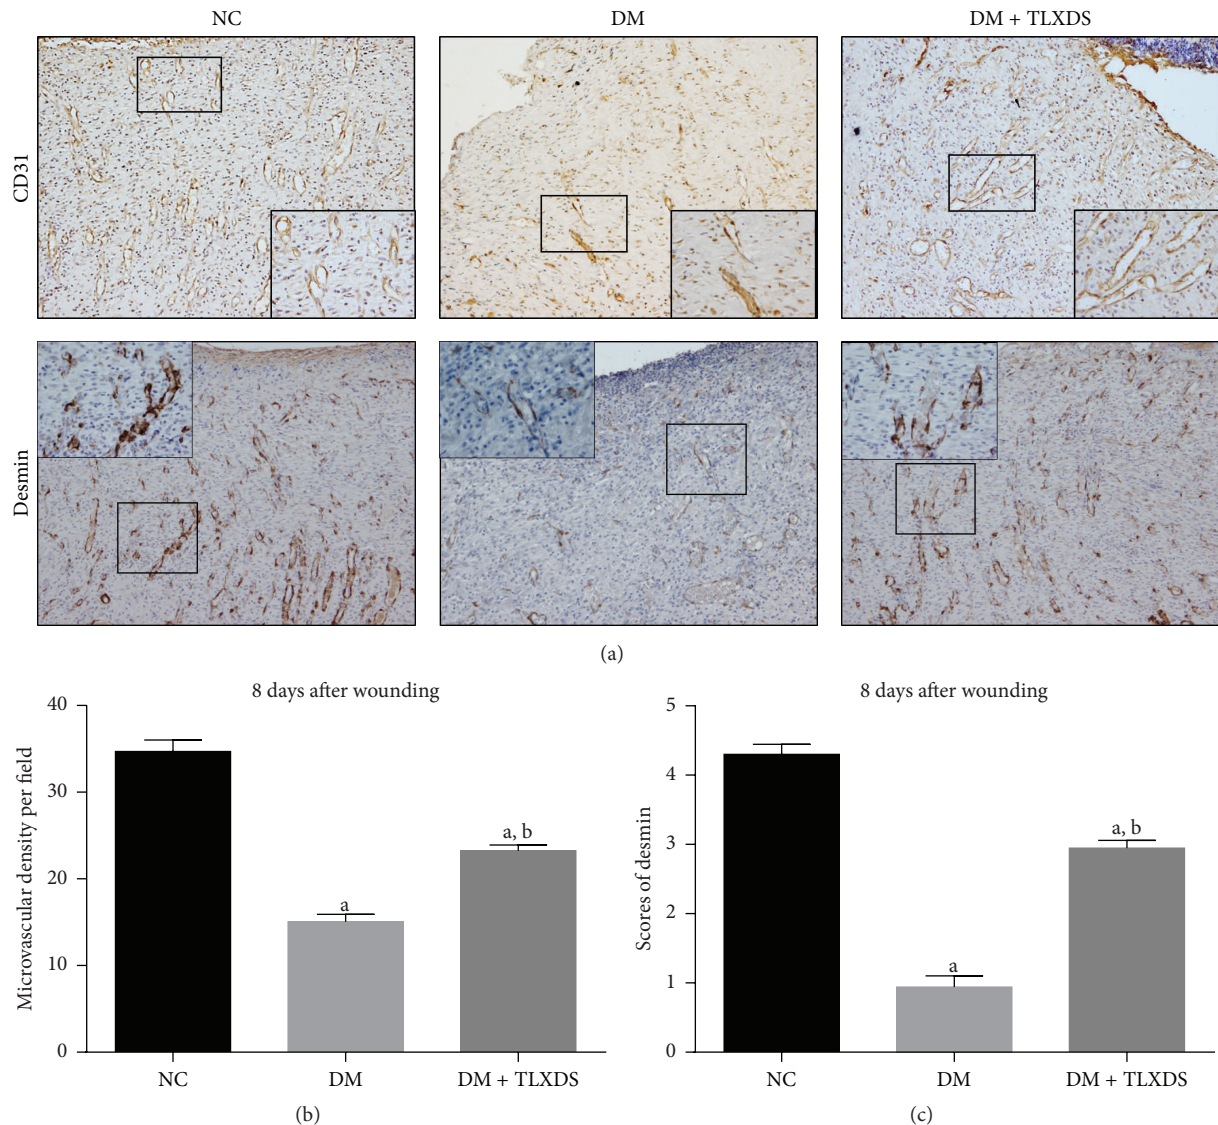 NC
DM
DM + TLXDS
CD31
Desmin
(a)
8 days after wounding
Microvascular density per field
40
30
20
10
0
a
a, b
NC
DM
DM + TLXDS
(b)
8 days after wounding
Scores of desmin
5
4
3
2
1
0
a
a, b
NC
DM
DM + TLXDS
(c)